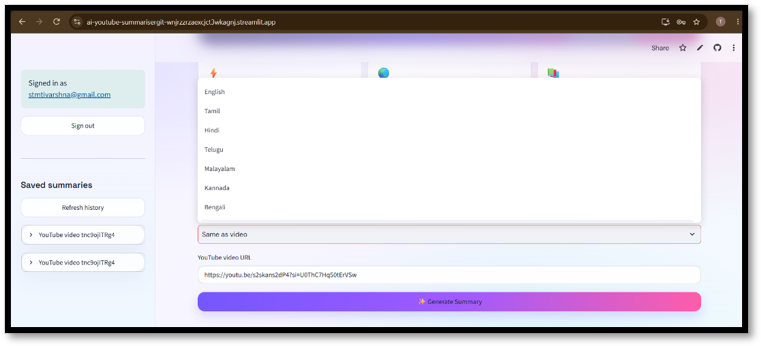 ai-youtube-summarisergit-wnjrzzrzaexcjct3wkagnj.streamlit.app
T
Share
Signed in as
stmtivarshna@gmail.com
Sign out
Saved summaries
Refresh history
YouTube video tnc9ojITRg4
YouTube video tnc9ojITRg4
English
Tamil
Hindi
Telugu
Malayalam
Kannada
Bengali
Same as video
YouTube video URL
https://youtu.be/s2skans2dP4?si=U0ThC7Hq50tErVSw
✨ Generate Summary